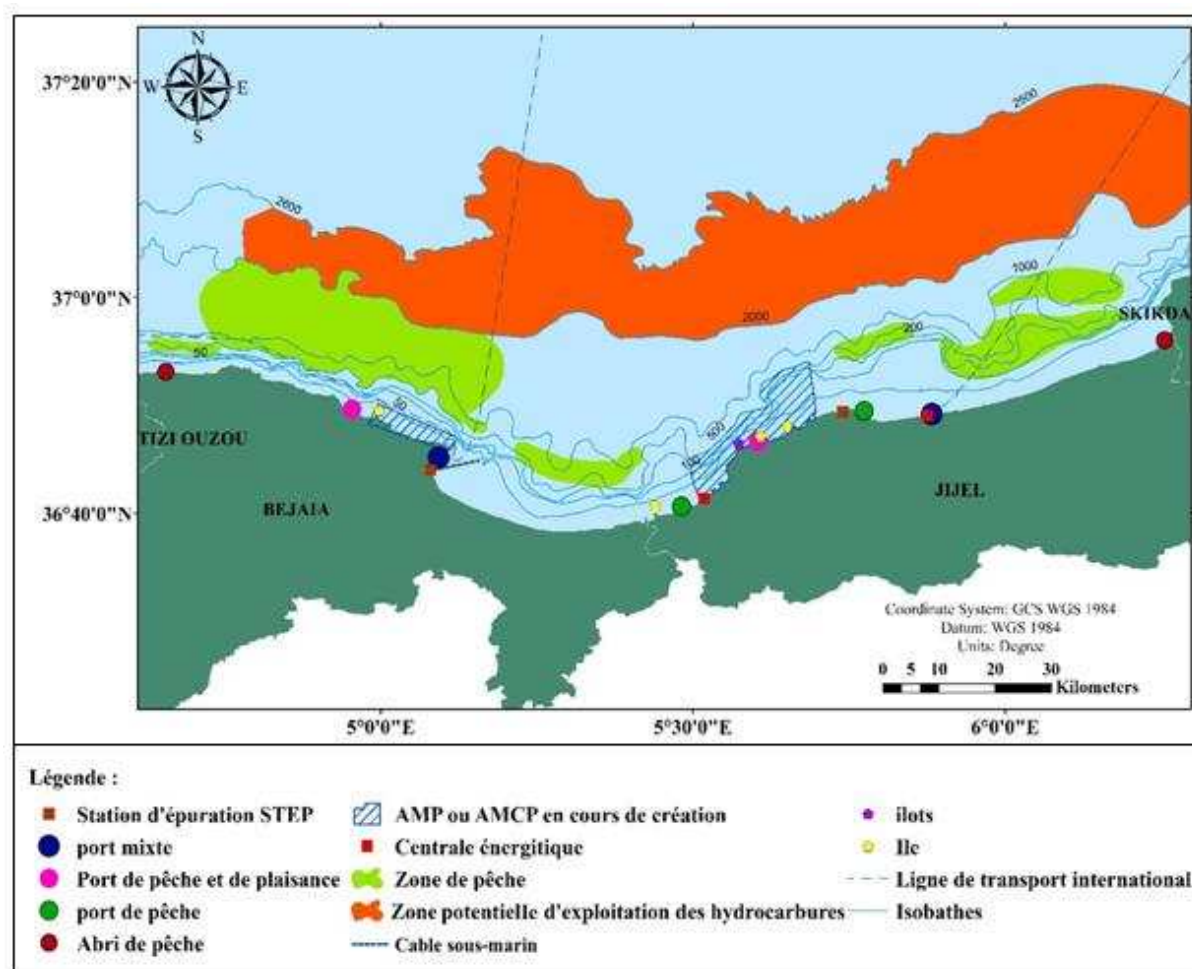 N
W E
S
37°20'0"N
37°0'0"N
36°40'0"N
2600
2500
2000
1000
200
50
50
500
100
SKIKDA
TIZI OUZOU
BEJAIA
JIJEL
Coordinate System: GCS WGS 1984
Datum: WGS 1984
Units: Degree
0 5 10 20 30
Kilometers
5°0'0"E 5°30'0"E 6°0'0"E
Légende :
Station d'épuration STEP
port mixte
Port de pêche et de plaisance
port de pêche
Abri de pêche
AMP ou AMCP en cours de création
Centrale énergitique
Zone de pêche
Zone potentielle d'exploitation des hydrocarbures
Cable sous-marin
ilots
Ile
Ligne de transport international
Isobathes